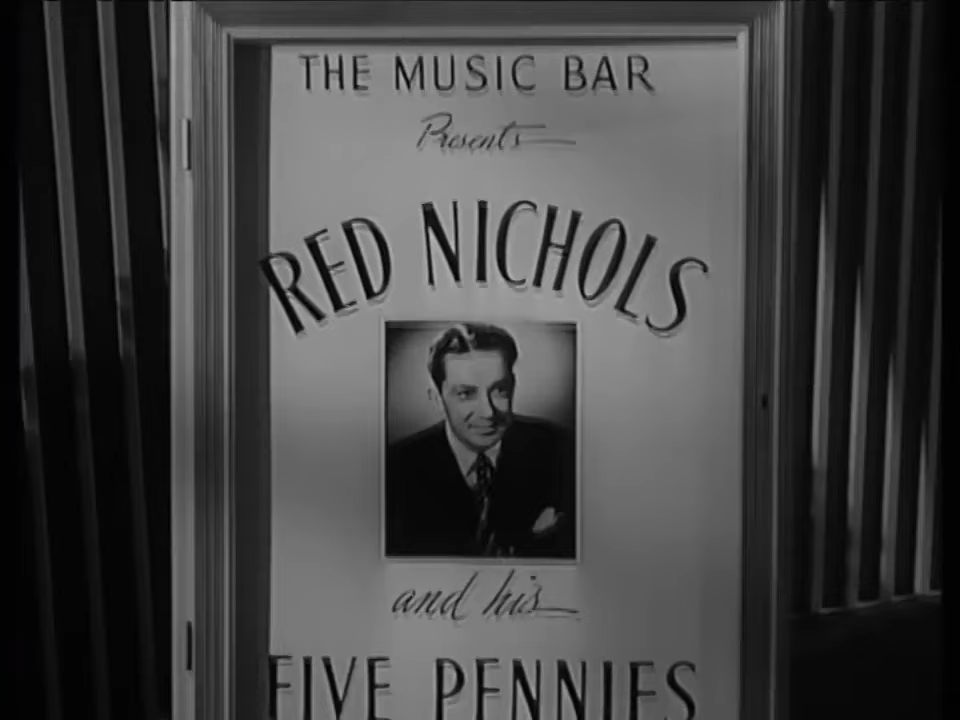 THE MUSIC BAR
Presents
RED NICHOLS
and his
FIVE PENNIES